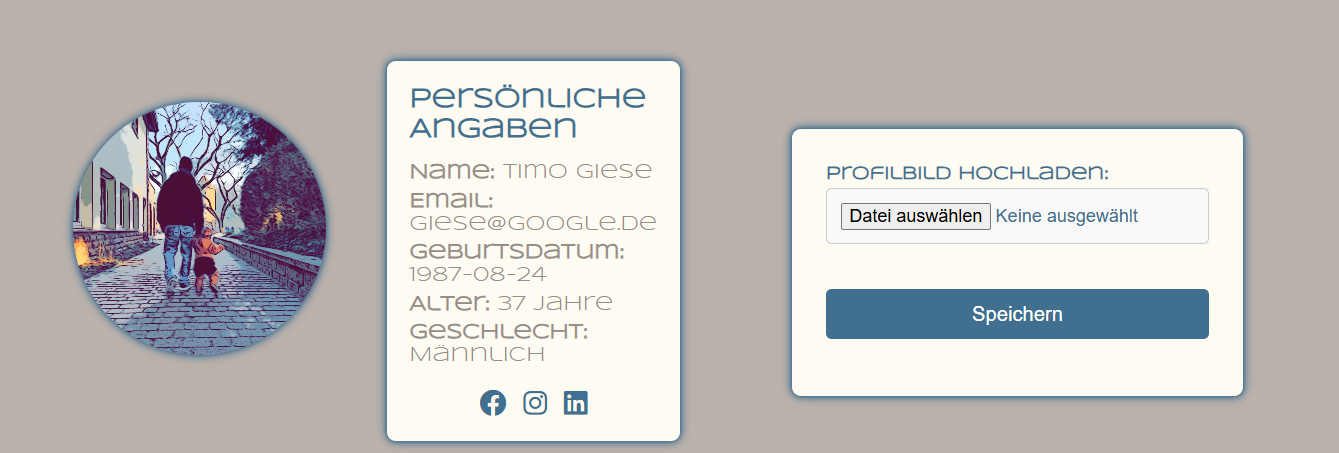 Persönliche
Angaben
Name: Timo Giese
Email:
giese@google.de
Geburtsdatum:
1987-08-24
Alter: 37 Jahre
Geschlecht:
Männlich
Profilbild hochladen:
Datei auswählen Keine ausgewählt
Speichern